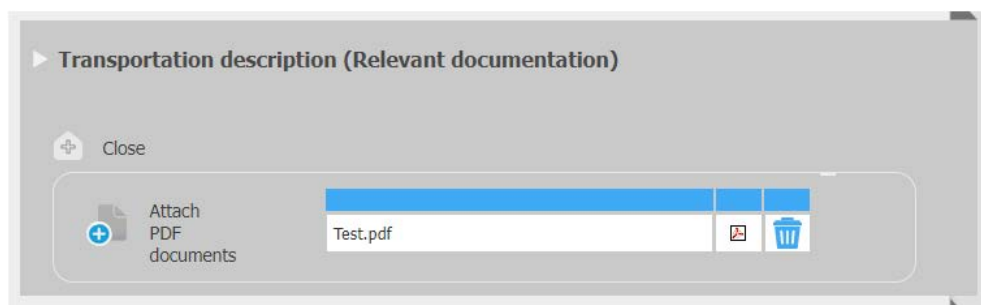 Transportation description (Relevant documentation)
Close
Attach
PDF
documents
Test.pdf